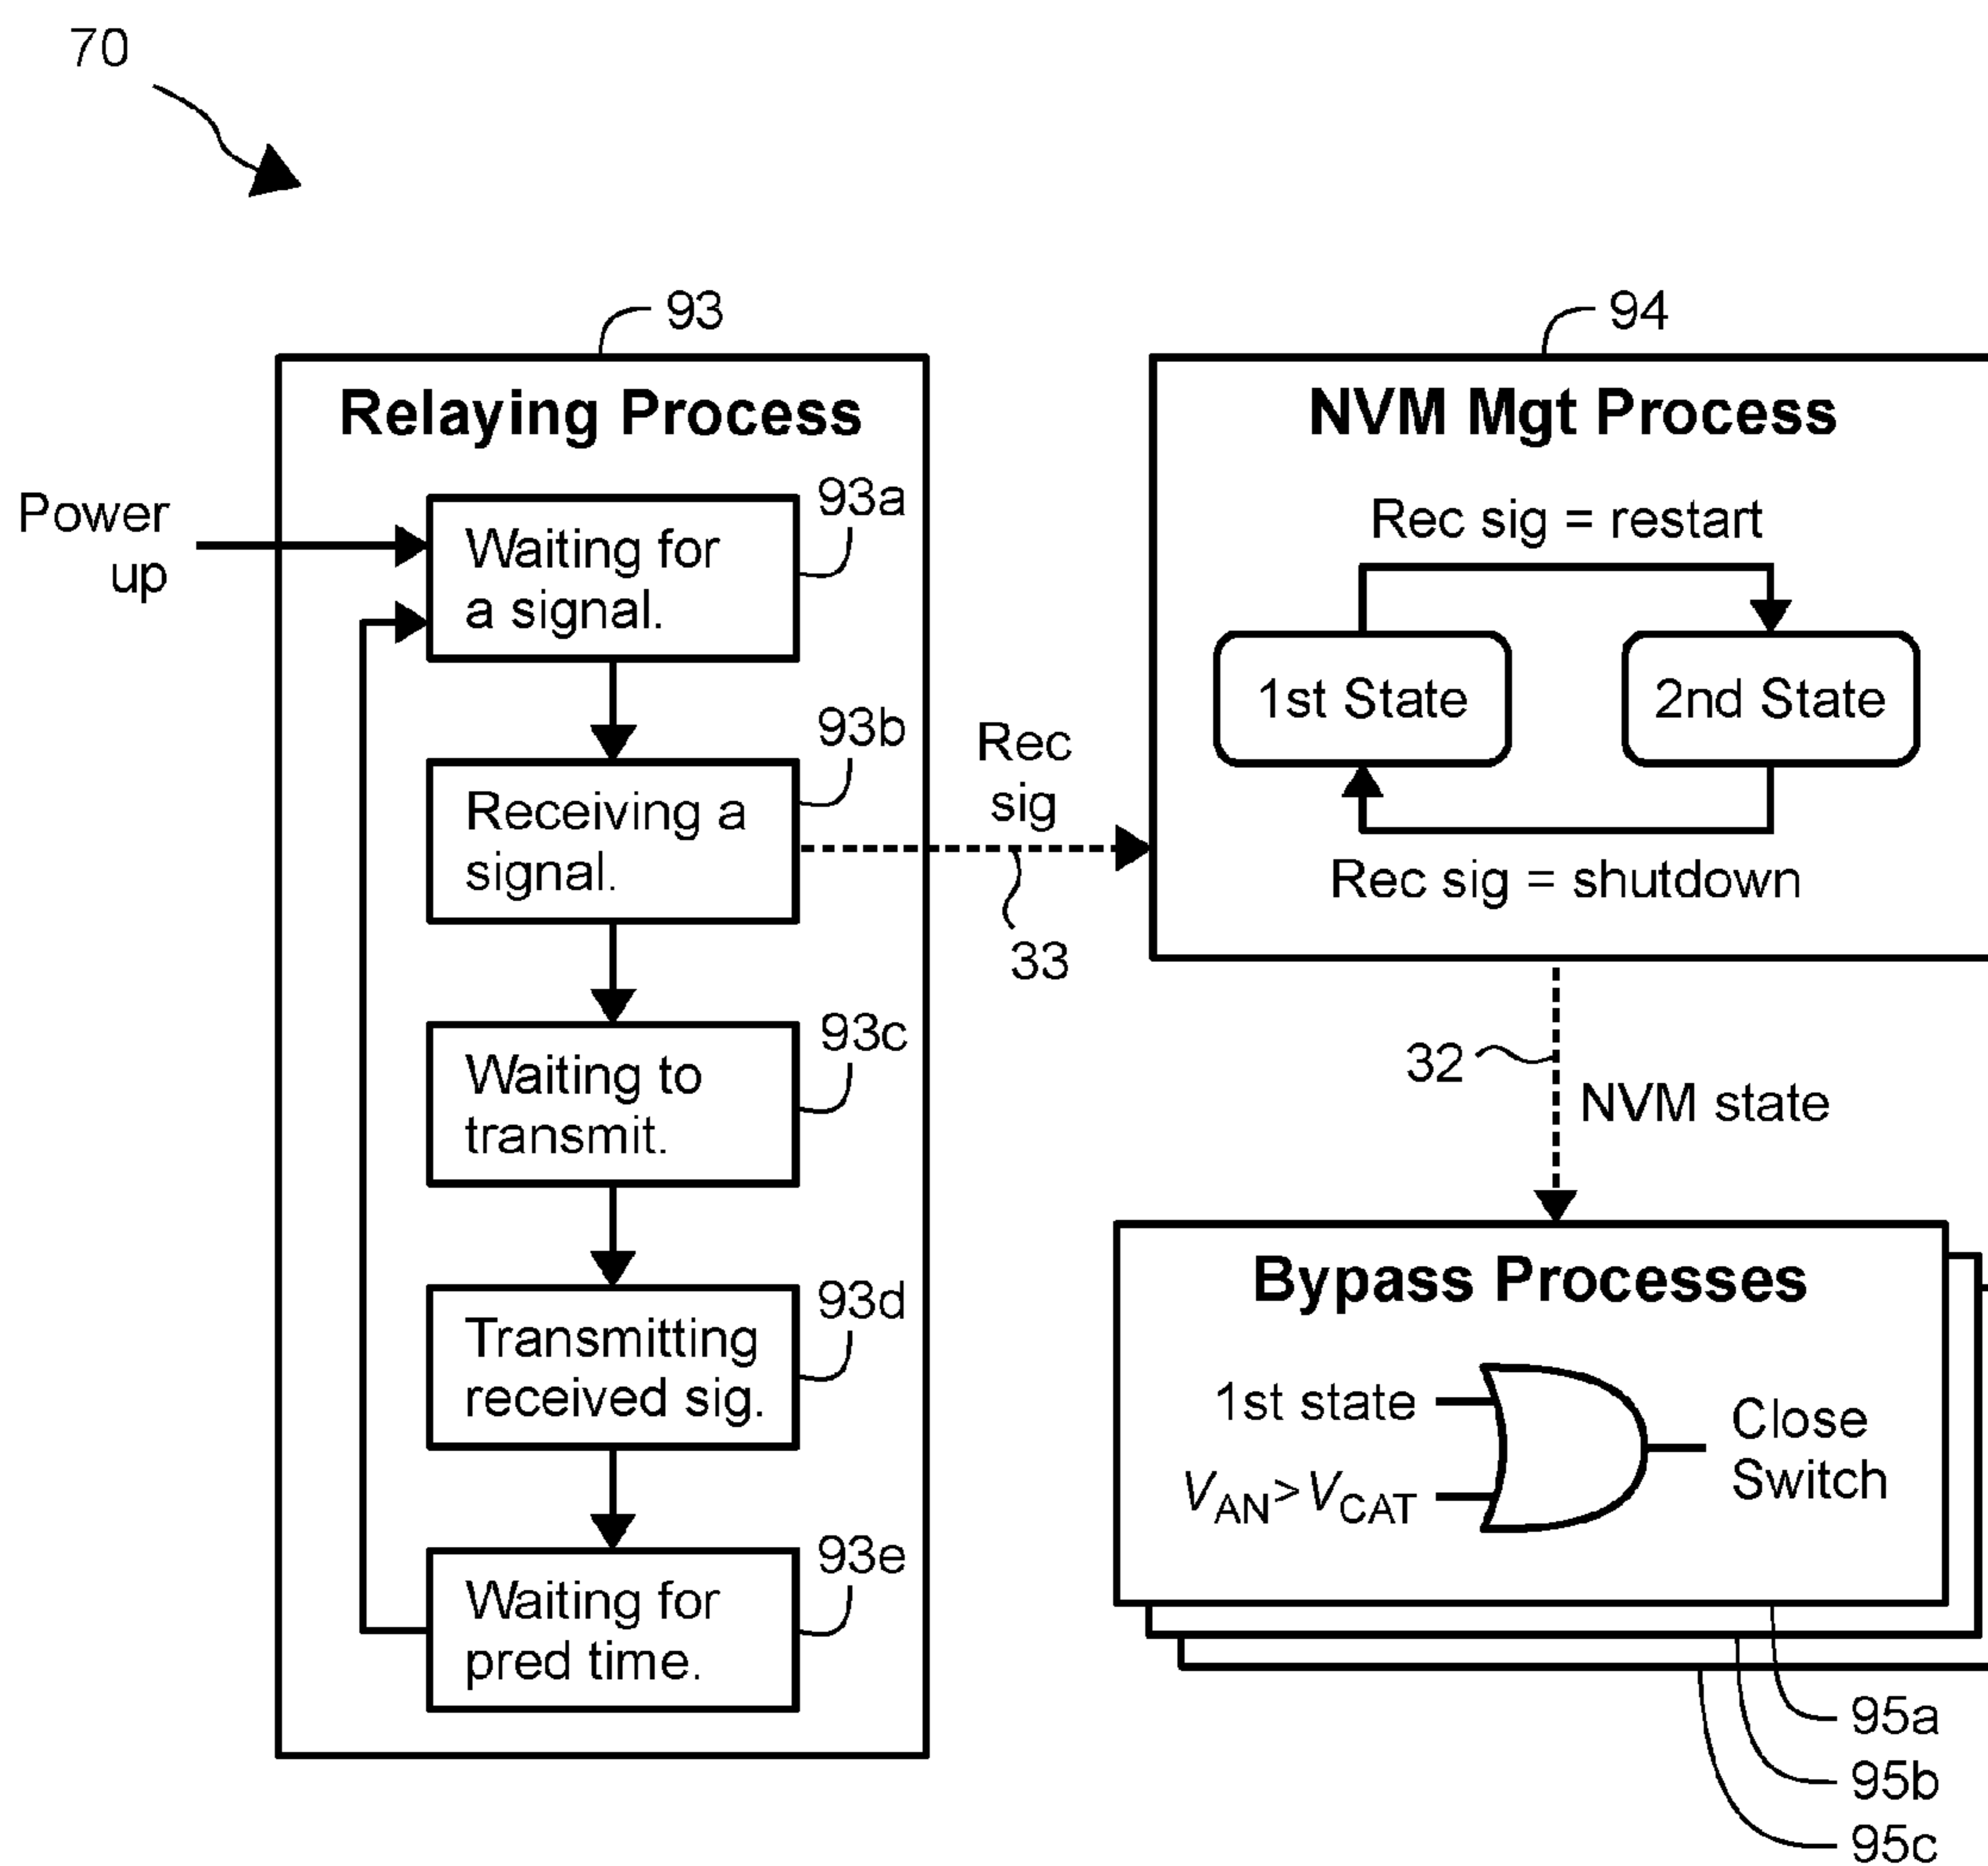 70
93
Relaying Process
Power
up
93a
Waiting for
a signal.
93b
Receiving a
signal.
93c
Waiting to
transmit.
93d
Transmitting
received sig.
93e
Waiting for
pred time.
Rec
sig
33
94
NVM Mgt Process
Rec sig = restart
1st State
2nd State
Rec sig = shutdown
32
NVM state
Bypass Processes
1st state
VAN>VCAT
Close
Switch
95a
95b
95c